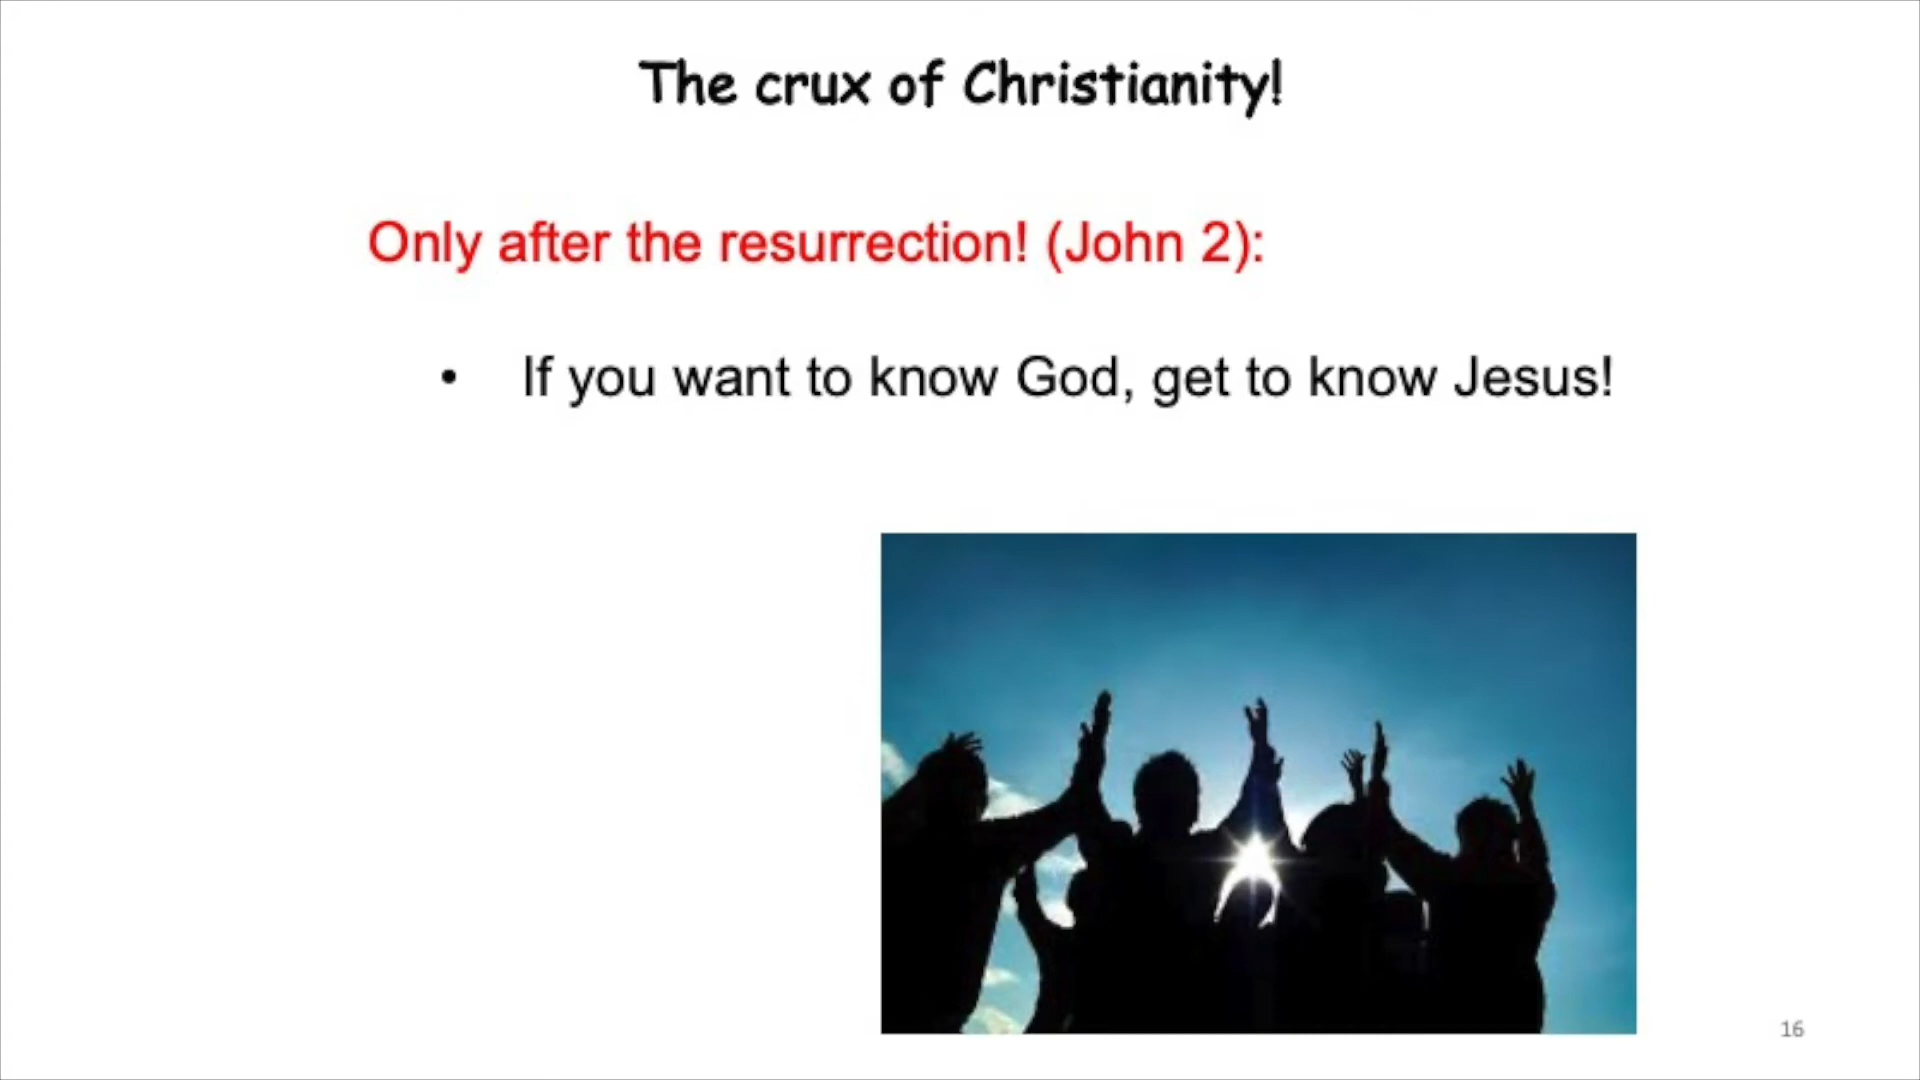 The crux of Christianity!
Only after the resurrection! (John 2):
• If you want to know God, get to know Jesus!
16